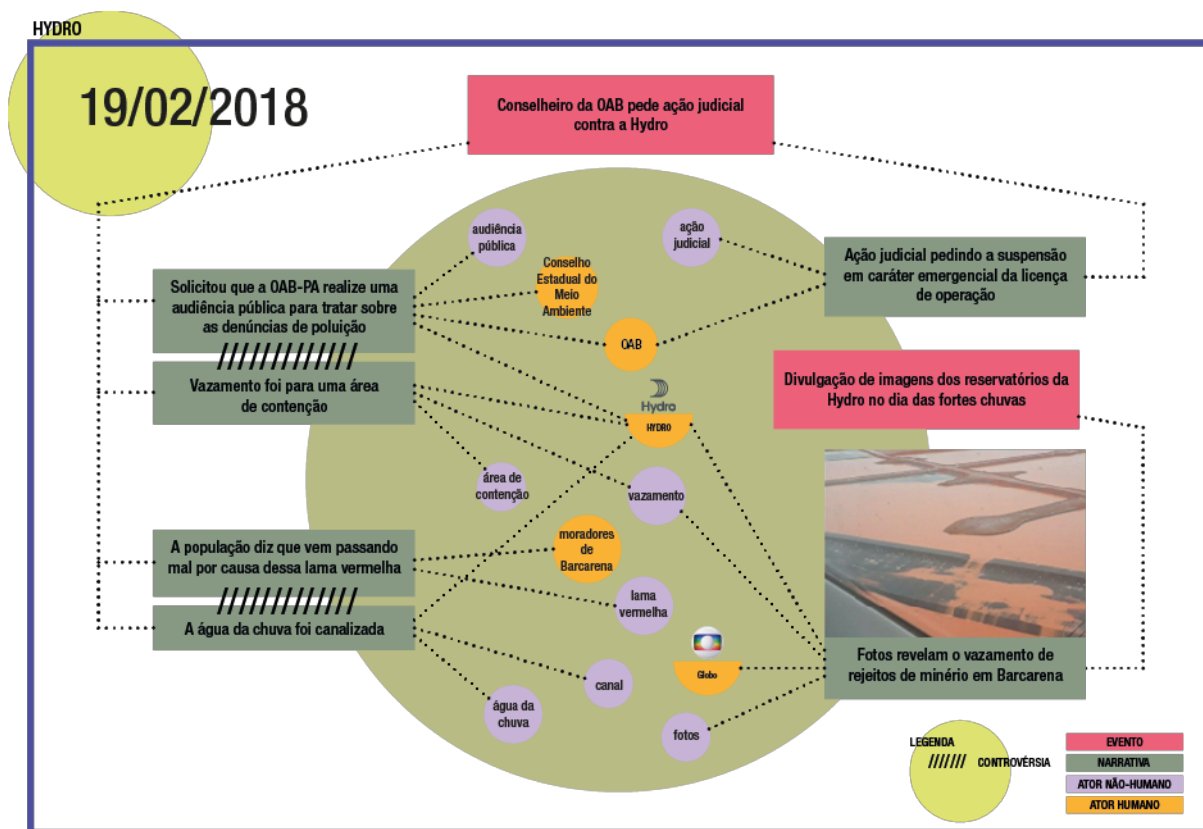 HYDRO
19/02/2018
Conselheiro da OAB pede ação judicial
contra a Hydro
audiência
pública
ação
judicial
Conselho
Estadual do
Meio
Ambiente
OAB
Solicitou que a OAB-PA realize uma
audiência pública para tratar sobre
as denúncias de poluição
Ação judicial pedindo a suspensão
em caráter emergencial da licença
de operação
Vazamento foi para uma área
de contenção
Divulgação de imagens dos reservatórios da
Hydro no dia das fortes chuvas
Hydro
HYDRO
área de
contenção
vazamento
A população diz que vem passando
mal por causa dessa lama vermelha
moradores
de
Barcarena
lama
vermelha
A água da chuva foi canalizada
Globo
Fotos revelam o vazamento de
rejeitos de minério em Barcarena
canal
água da
chuva
fotos
LEGENDA
CONTROVÉRSIA
EVENTO
NARRATIVA
ATOR NÃO-HUMANO
ATOR HUMANO